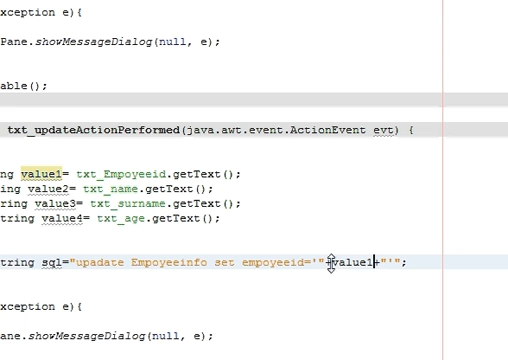 xception e){
Pane.showMessageDialog(null, e);
able();
txt_updateActionPerformed(java.awt.event.ActionEvent evt) {
ng value1= txt_Empoyeeid.getText();
ing value2= txt_name.getText();
ring value3= txt_surname.getText();
tring value4= txt_age.getText();
tring sql="upadate Empoyeeinfo set empoyeeid='"+value1+"'";
xception e){
ane.showMessageDialog(null, e);